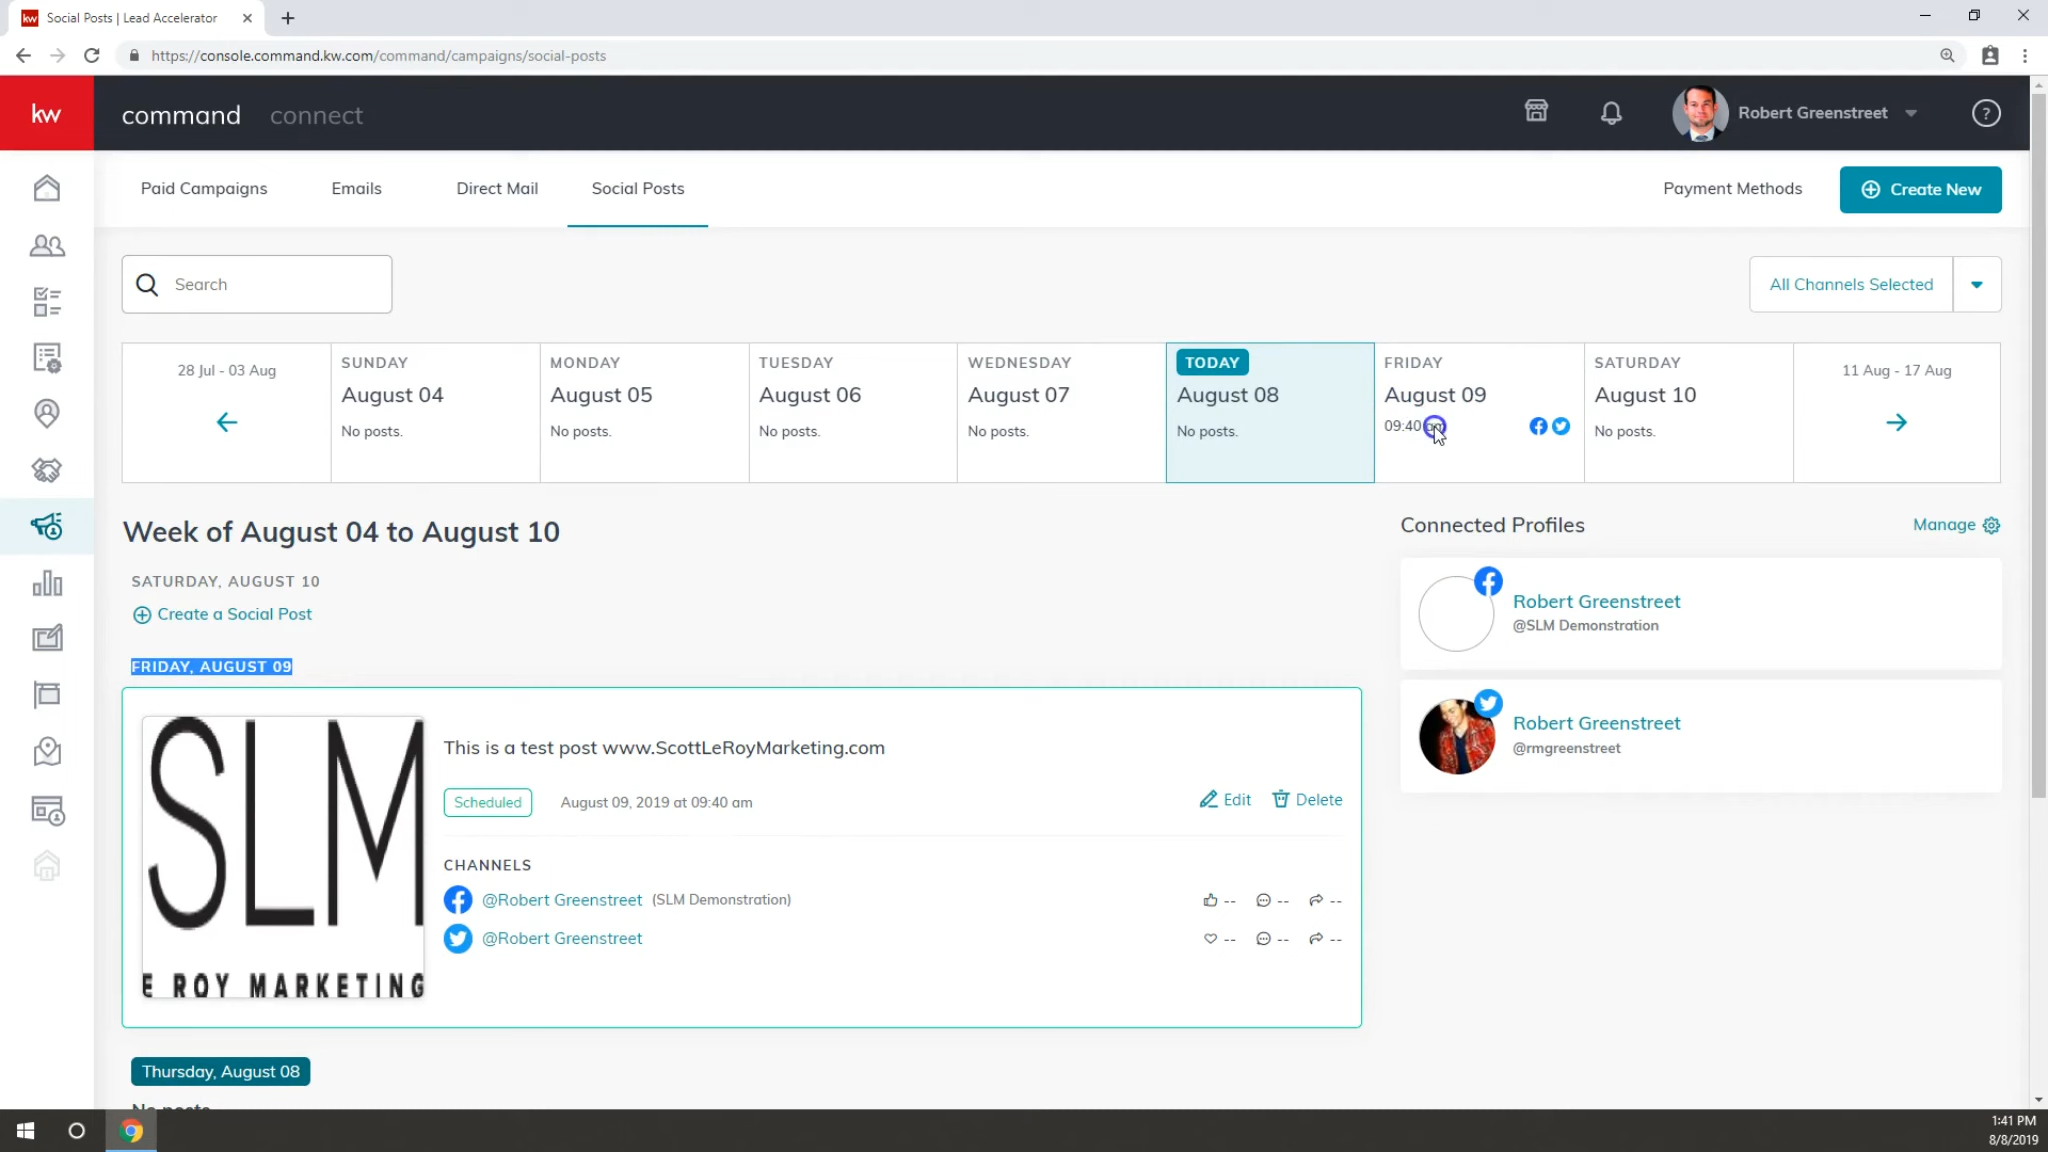 Social Posts | Lead Accelerator
https://console.command.kw.com/command/campaigns/social-posts
kw
command
connect
Robert Greenstreet
Paid Campaigns
Emails
Direct Mail
Social Posts
Payment Methods
Create New
Search
All Channels Selected
28 Jul - 03 Aug
SUNDAY
August 04
No posts.
MONDAY
August 05
No posts.
TUESDAY
August 06
No posts.
WEDNESDAY
August 07
No posts.
TODAY
August 08
No posts.
FRIDAY
August 09
09:40
SATURDAY
August 10
No posts.
11 Aug - 17 Aug
Week of August 04 to August 10
SATURDAY, AUGUST 10
Create a Social Post
FRIDAY, AUGUST 09
SLM
E ROY MARKETING
This is a test post www.ScottLeRoyMarketing.com
Scheduled
August 09, 2019 at 09:40 am
Edit
Delete
CHANNELS
@Robert Greenstreet (SLM Demonstration)
-- -- --
@Robert Greenstreet
-- -- --
Thursday, August 08
Connected Profiles
Manage
Robert Greenstreet
@SLM Demonstration
Robert Greenstreet
@rmgreenstreet
1:41 PM
8/8/2019